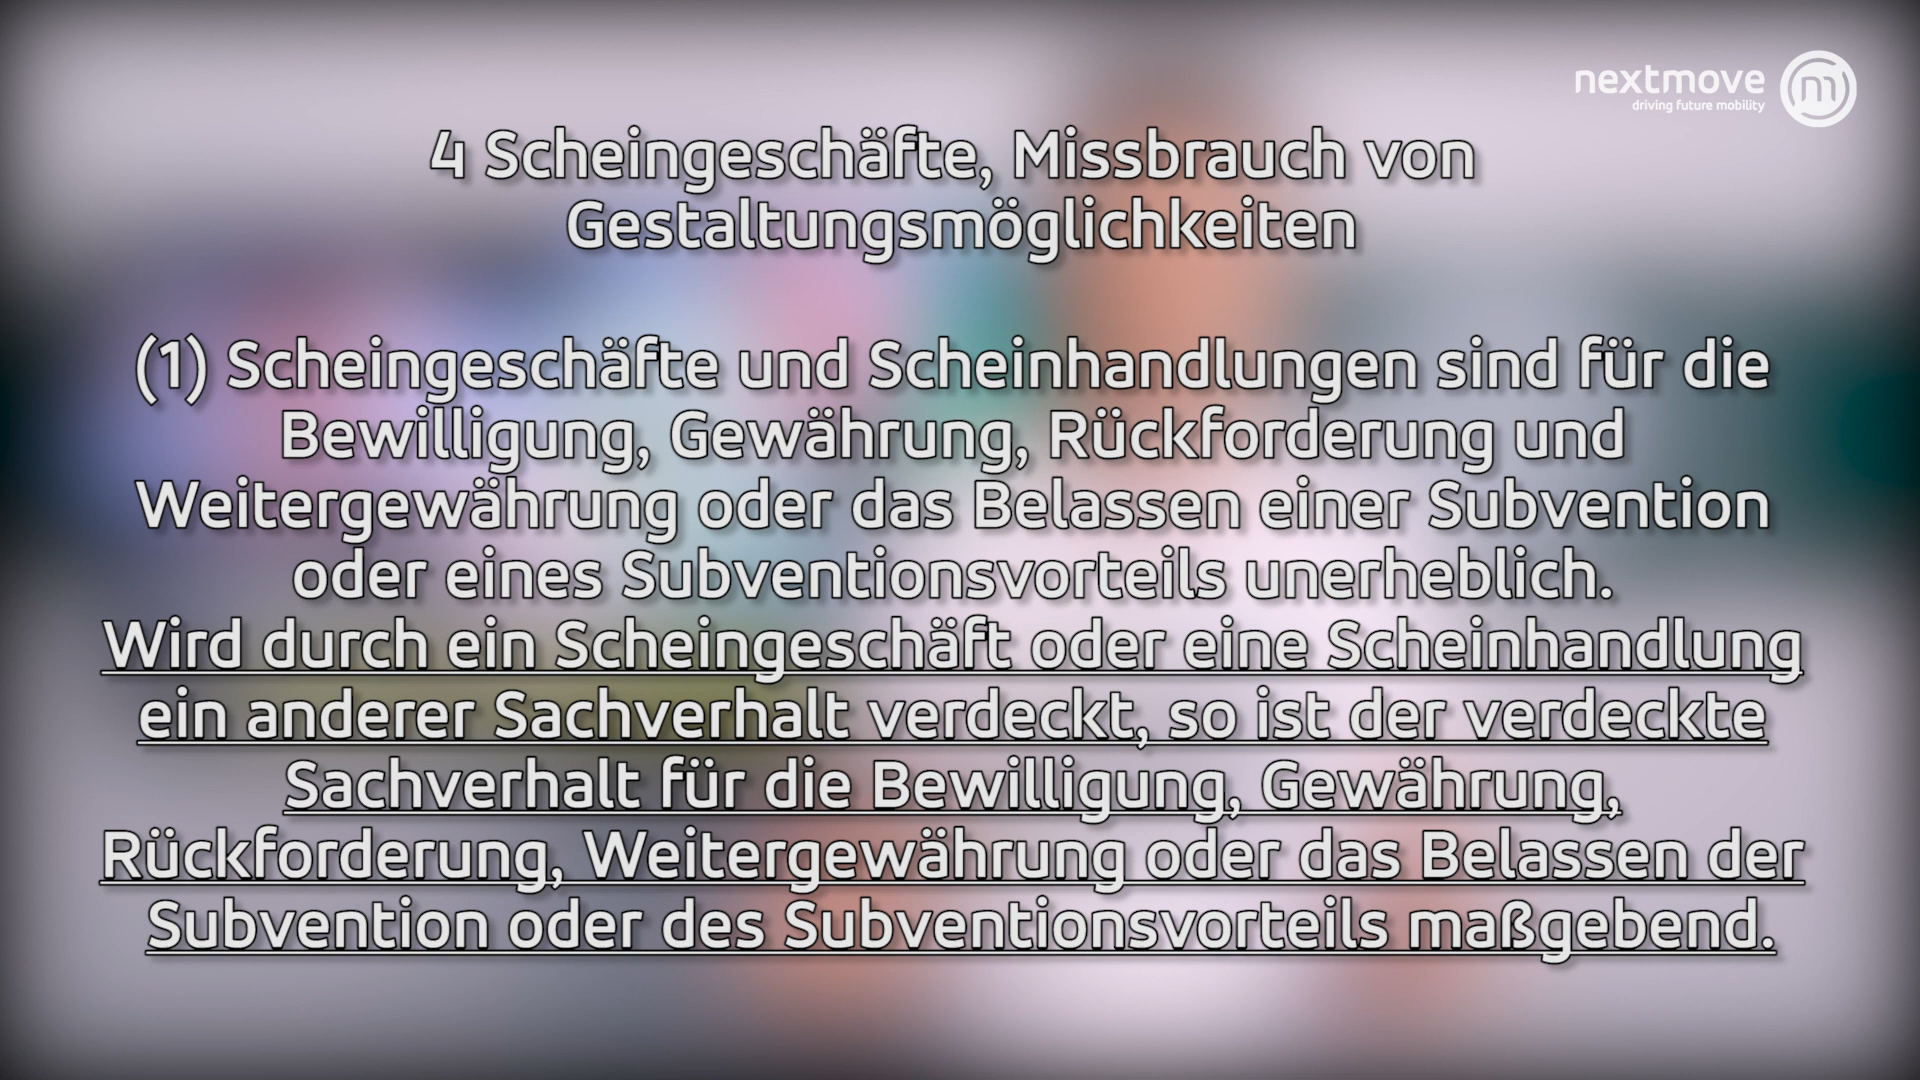 nextmove
driving future mobility
m
4 Scheingeschäfte, Missbrauch von
Gestaltungsmöglichkeiten
(1) Scheingeschäfte und Scheinhandlungen sind für die
Bewilligung, Gewährung, Rückforderung und
Weitergewährung oder das Belassen einer Subvention
oder eines Subventionsvorteils unerheblich.
Wird durch ein Scheingeschäft oder eine Scheinhandlung
ein anderer Sachverhalt verdeckt, so ist der verdeckte
Sachverhalt für die Bewilligung, Gewährung,
Rückforderung, Weitergewährung oder das Belassen der
Subvention oder des Subventionsvorteils maßgebend.